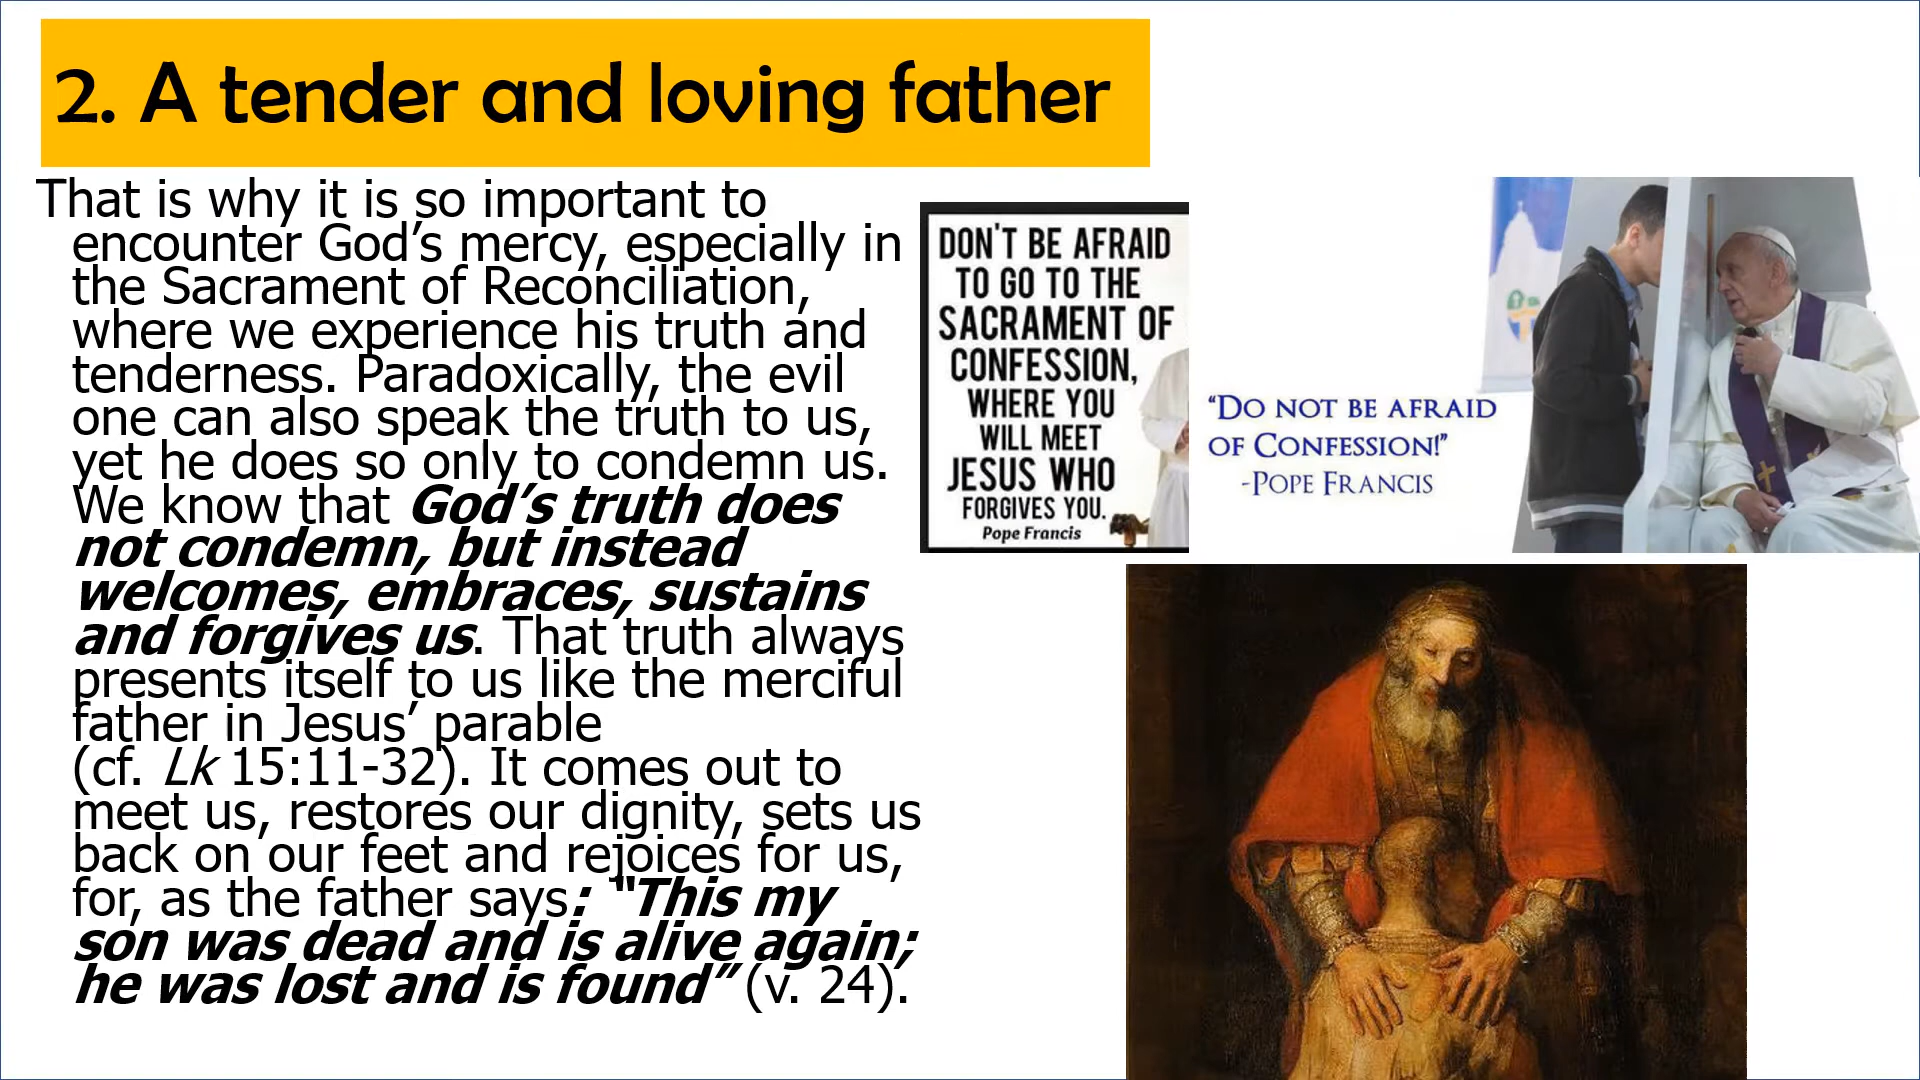 2. A tender and loving father
That is why it is so important to
encounter God’s mercy, especially in
the Sacrament of Reconciliation,
where we experience his truth and
tenderness. Paradoxically, the evil
one can also speak the truth to us,
yet he does so only to condemn us.
We know that God’s truth does
not condemn, but instead
welcomes, embraces, sustains
and forgives us. That truth always
presents itself to us like the merciful
father in Jesus’ parable
(cf. Lk 15:11-32). It comes out to
meet us, restores our dignity, sets us
back on our feet and rejoices for us,
for, as the father says: “This my
son was dead and is alive again;
he was lost and is found” (v. 24).
DON'T BE AFRAID
TO GO TO THE
SACRAMENT OF
CONFESSION,
WHERE YOU
WILL MEET
JESUS WHO
FORGIVES YOU.
Pope Francis
“DO NOT BE AFRAID
OF CONFESSION!”
-POPE FRANCIS